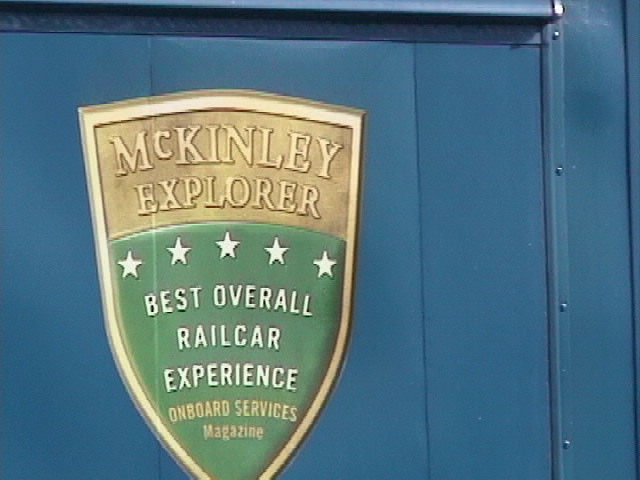 McKINLEY
EXPLORER
BEST OVERALL
RAILCAR
EXPERIENCE
ONBOARD SERVICES
Magazine